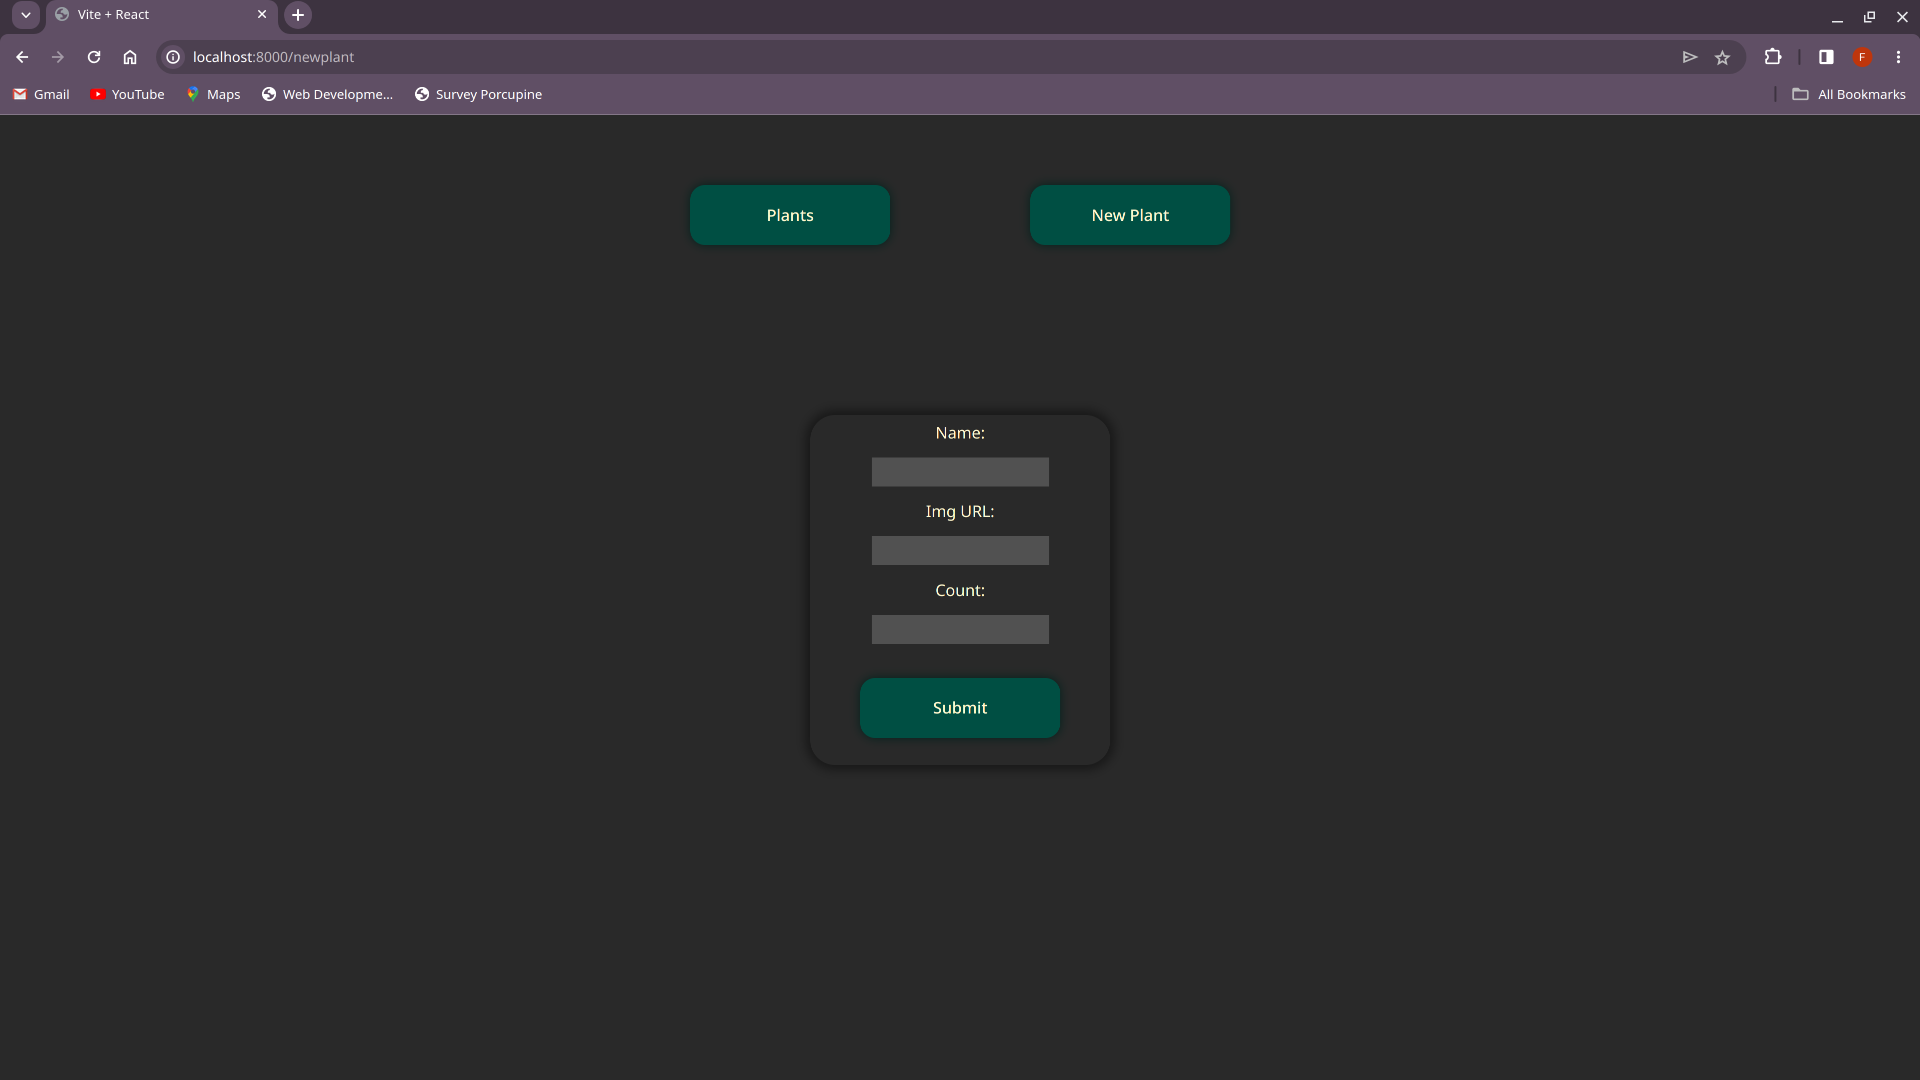 Vite + React
localhost:8000/newplant
F
Gmail YouTube Maps Web Developme... Survey Porcupine All Bookmarks
Plants New Plant
Name:
Img URL:
Count:
Submit